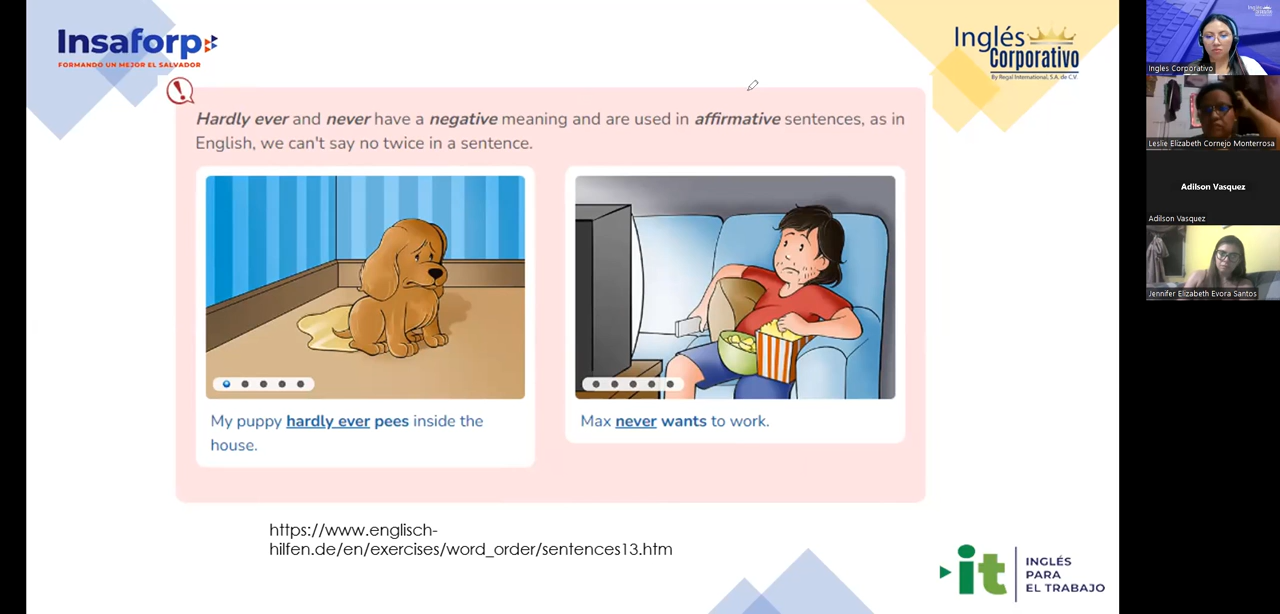 Insaforp
FORMANDO UN MEJOR EL SALVADOR
Inglés
Corporativo
By Regal International, S.A. de C.V.
Hardly ever and never have a negative meaning and are used in affirmative sentences, as in
English, we can't say no twice in a sentence.
My puppy hardly ever pees inside the
house.
Max never wants to work.
https://www.englisch-
hilfen.de/en/exercises/word_order/sentences13.htm
it
INGLÉS
PARA
EL TRABAJO
Ingles Corporativo
Leslie Elizabeth Cornejo Monterrosa
Adilson Vasquez
Adilson Vasquez
Jennifer Elizabeth Evora Santos